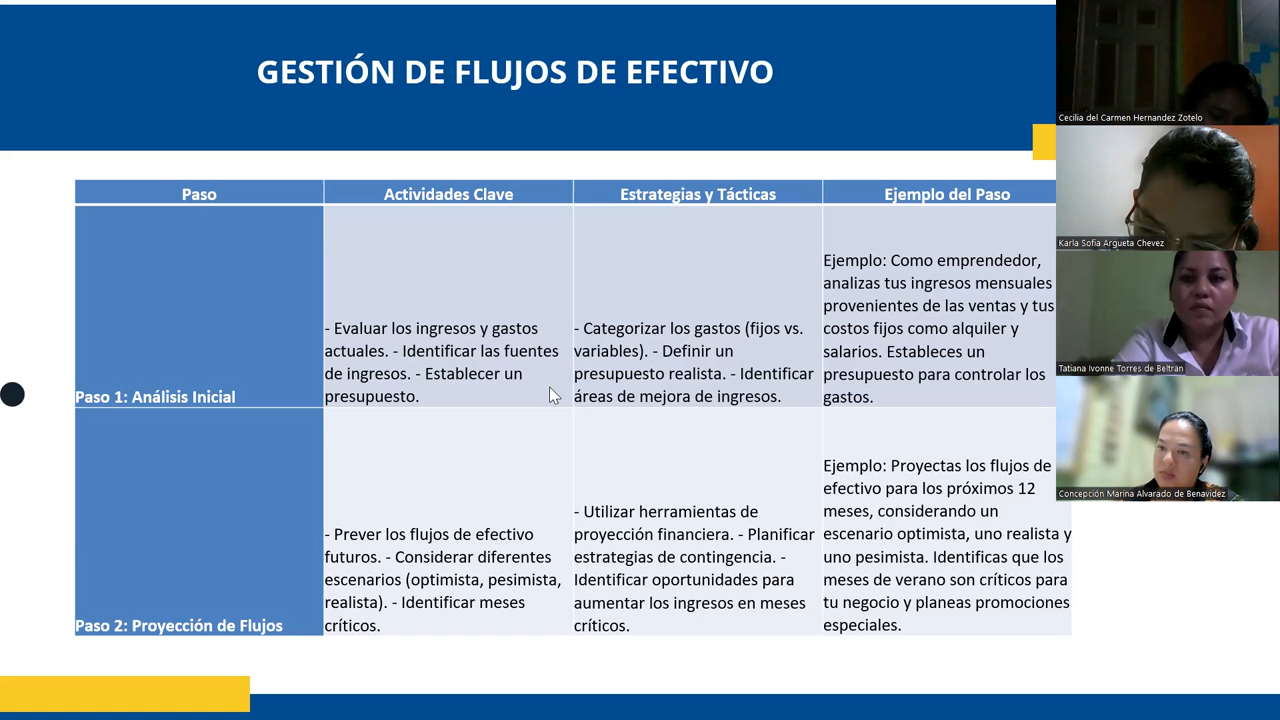 GESTIÓN DE FLUJOS DE EFECTIVO
Paso
Actividades Clave
Estrategias y Tácticas
Ejemplo del Paso
Paso 1: Análisis Inicial
- Evaluar los ingresos y gastos
actuales. - Identificar las fuentes
de ingresos. - Establecer un
presupuesto.
- Categorizar los gastos (fijos vs.
variables). - Definir un
presupuesto realista. - Identificar
áreas de mejora de ingresos.
Ejemplo: Como emprendedor,
analizas tus ingresos mensuales
provenientes de las ventas y tus
costos fijos como alquiler y
salarios. Estableces un
presupuesto para controlar los
gastos.
Paso 2: Proyección de Flujos
- Prever los flujos de efectivo
futuros. - Considerar diferentes
escenarios (optimista, pesimista,
realista). - Identificar meses
críticos.
- Utilizar herramientas de
proyección financiera. - Planificar
estrategias de contingencia. -
Identificar oportunidades para
aumentar los ingresos en meses
críticos.
Ejemplo: Proyectas los flujos de
efectivo para los próximos 12
meses, considerando un
escenario optimista, uno realista y
uno pesimista. Identificas que los
meses de verano son críticos para
tu negocio y planeas promociones
especiales.
Cecilia del Carmen Hernandez Zotelo
Karla Sofia Argueta Chevez
Tatiana Ivonne Torres de Beltran
Concepción Marina Alvarado de Benavidez